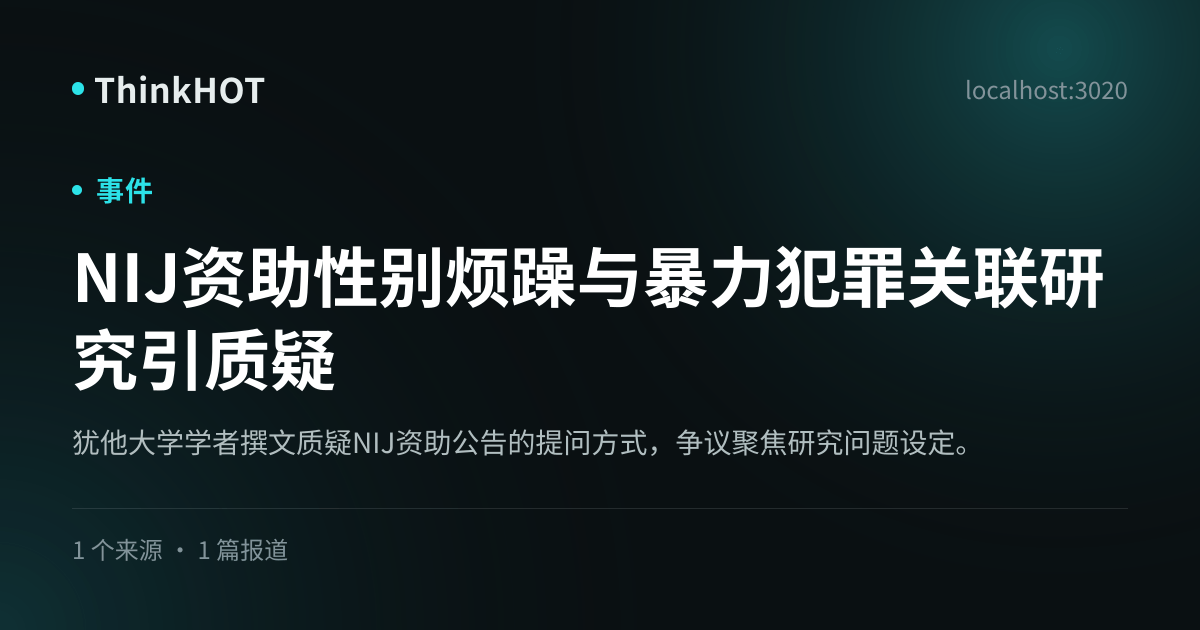 ThinkHOT
localhost:3020
事件
NIJ资助性别烦躁与暴力犯罪关联研
究引质疑
犹他大学学者撰文质疑NIJ资助公告的提问方式，争议聚焦研究问题设定。
1 个来源 · 1 篇报道